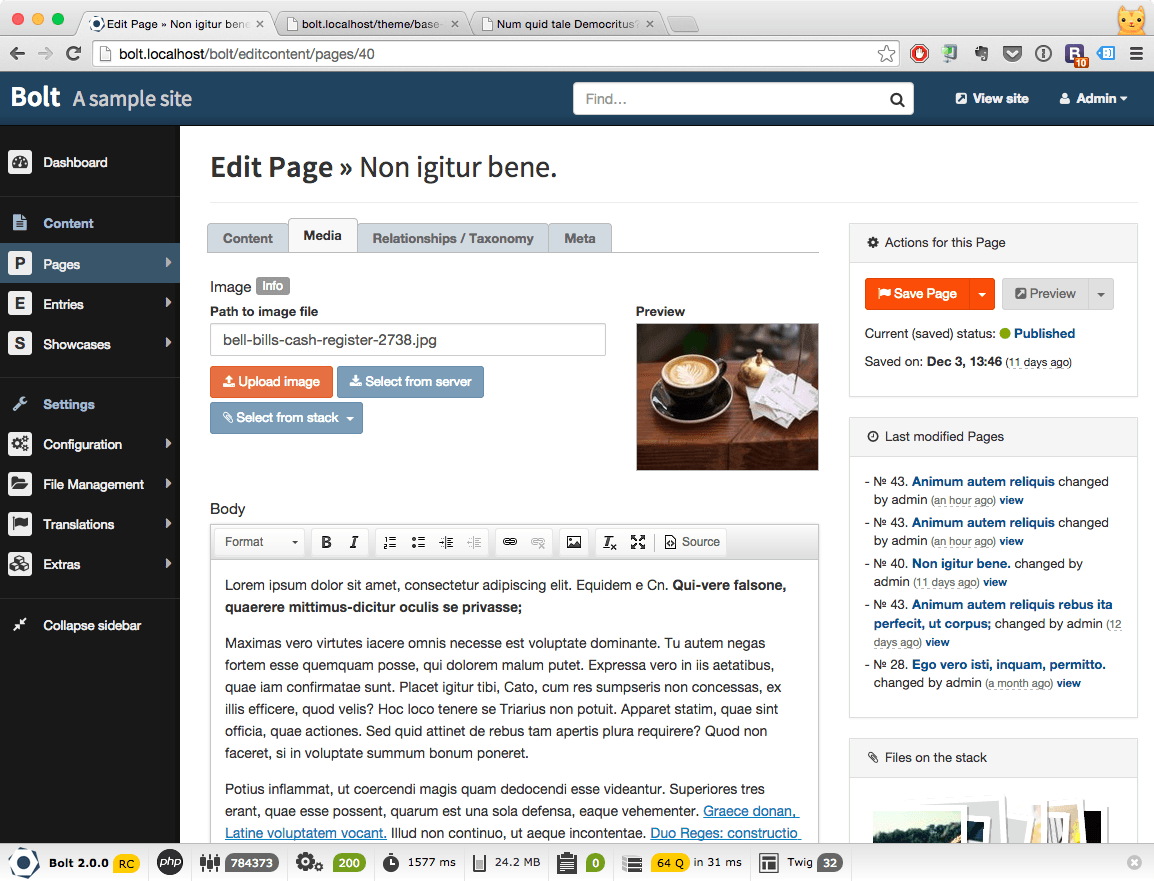 Edit Page » Non igitur bene
bolt.localhost/theme/base-
Num quid tale Democritus?
bolt.localhost/bolt/editcontent/pages/40
10
Bolt A sample site
Find...
View site
Admin
Dashboard
Content
P Pages
E Entries
S Showcases
Settings
Configuration
File Management
Translations
Extras
Collapse sidebar
Edit Page » Non igitur bene.
Content
Media
Relationships / Taxonomy
Meta
Image Info
Path to image file
bell-bills-cash-register-2738.jpg
Upload image
Select from server
Select from stack
Preview
Body
Format
B I
Source
Lorem ipsum dolor sit amet, consectetur adipiscing elit. Equidem e Cn. Qui-vere falsone,
quaerere mittimus-dicitur oculis se privasse;
Maximas vero virtutes iacere omnis necesse est voluptate dominante. Tu autem negas
fortem esse quemquam posse, qui dolorem malum putet. Expressa vero in iis aetatibus,
quae iam confirmatae sunt. Placet igitur tibi, Cato, cum res sumpseris non concessas, ex
illis efficere, quod velis? Hoc loco tenere se Triarius non potuit. Apparet statim, quae sint
officia, quae actiones. Sed quid attinet de rebus tam apertis plura requirere? Quod non
faceret, si in voluptate summum bonum poneret.
Potius inflammat, ut coercendi magis quam dedocendi esse videantur. Superiores tres
erant, quae esse possent, quarum est una sola defensa, eaque vehementer. Graece donan,
Latine voluptatem vocant. Illud non continuo, ut aeque incontentae. Duo Reges: constructio
Actions for this Page
Save Page
Preview
Current (saved) status: Published
Saved on: Dec 3, 13:46 (11 days ago)
Last modified Pages
- № 43. Animum autem reliquis changed
by admin (an hour ago) view
- № 43. Animum autem reliquis changed
by admin (an hour ago) view
- № 40. Non igitur bene. changed by
admin (11 days ago) view
- № 43. Animum autem reliquis rebus ita
perfecit, ut corpus; changed by admin (12
days ago) view
- № 28. Ego vero isti, inquam, permitto.
changed by admin (a month ago) view
Files on the stack
Bolt 2.0.0 RC
php
784373
200
1577 ms
24.2 MB
0
64 Q in 31 ms
Twig 32